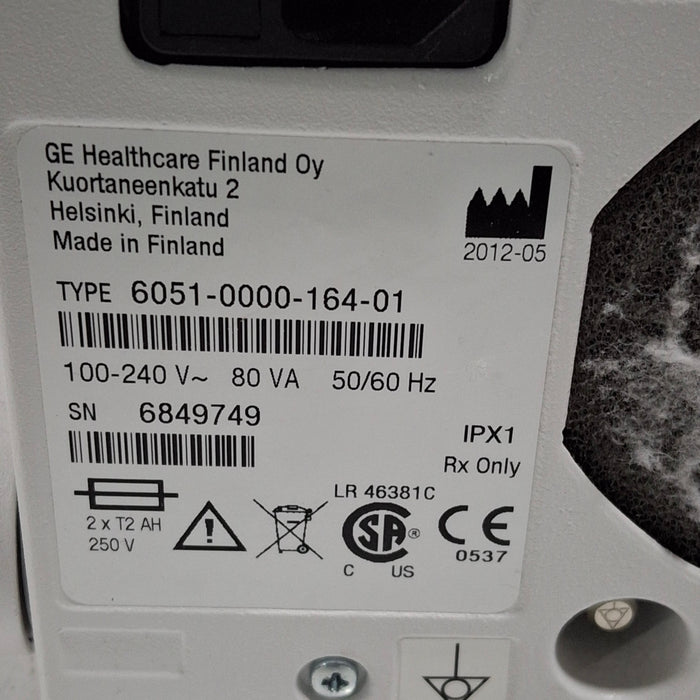 GE Healthcare Finland Oy
Kuortaneenkatu 2
Helsinki, Finland
Made in Finland
2012-05
TYPE 6051-0000-164-01
100-240 V~ 80 VA 50/60 Hz
SN 6849749
IPX1
Rx Only
LR 46381C
2 x T2 AH
250 V
!
SA ®
C US
CE
0537